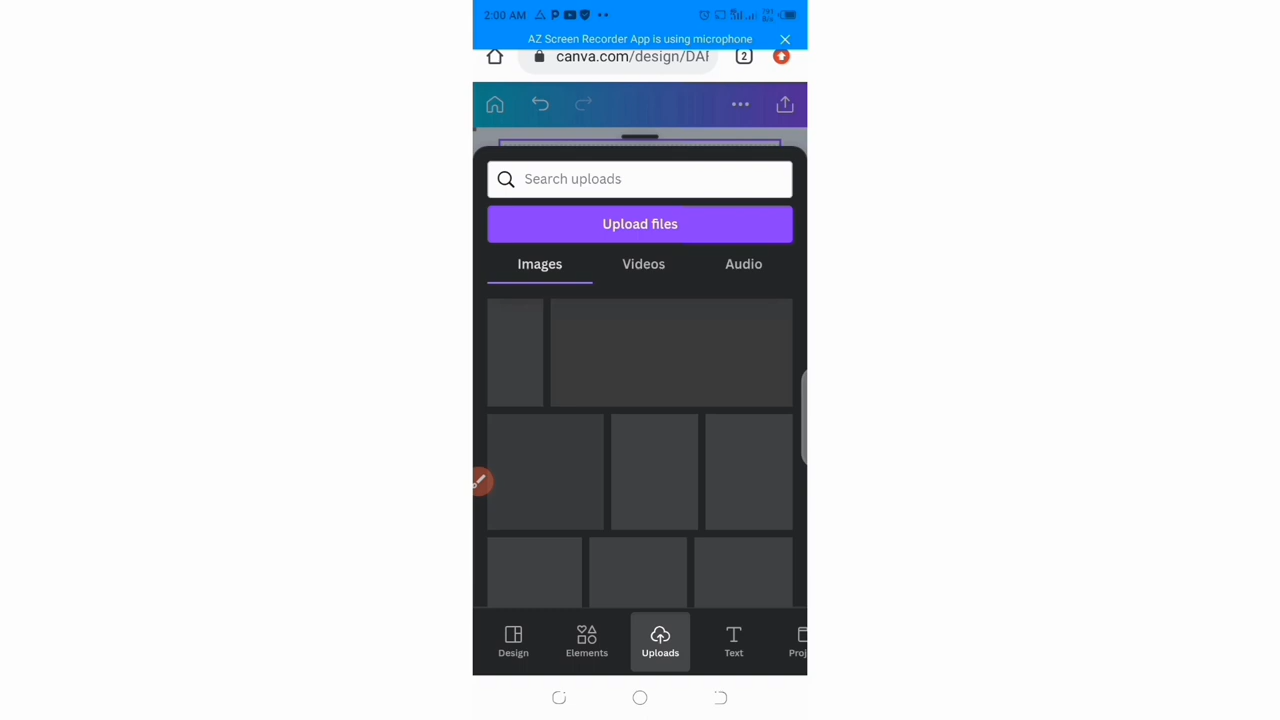 2:00 AM
AZ Screen Recorder App is using microphone
canva.com/design/DAF
2
Search uploads
Upload files
Images Videos Audio
Design Elements Uploads Text Proj